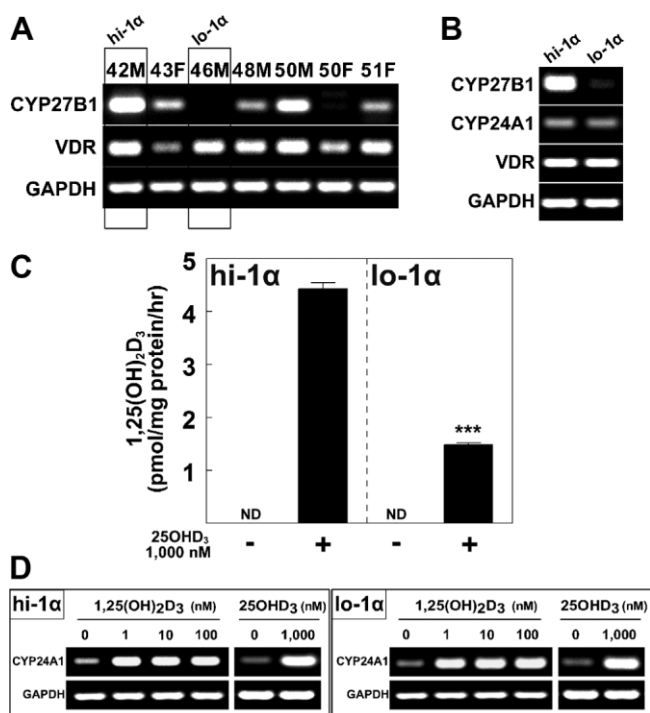 A
hi-1α lo-1α
42M 43F 46M 48M 50M 50F 51F
CYP27B1
VDR
GAPDH
B
hi-1α lo-1α
CYP27B1
CYP24A1
VDR
GAPDH
C
hi-1α lo-1α
1,25(OH)₂D₃
(pmol/mg protein/hr)
5
4
3
2
1
***
ND ND
25OHD₃
1,000 nM
- + - +
D
hi-1α
1,25(OH)₂D₃ (nM) 25OHD₃ (nM)
0 1 10 100 0 1,000
CYP24A1
GAPDH
lo-1α
1,25(OH)₂D₃ (nM) 25OHD₃ (nM)
0 1 10 100 0 1,000
CYP24A1
GAPDH